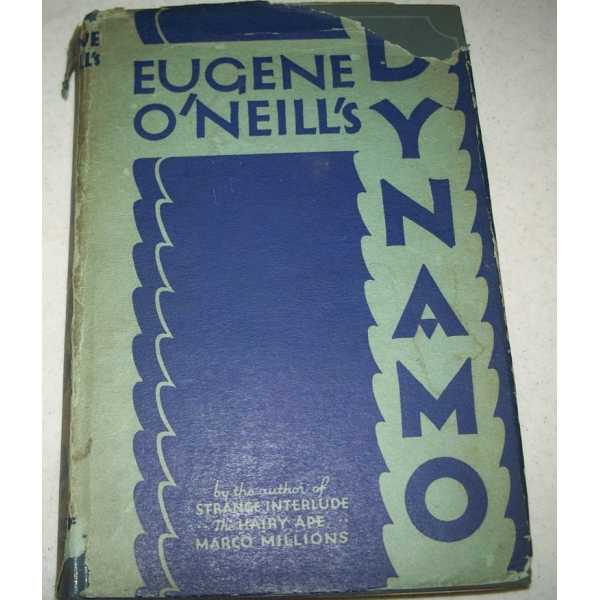 EUGENE
O'NEILL'S
DYNAMO
by the author of
STRANGE INTERLUDE
The HAIRY APE
MARCO MILLIONS